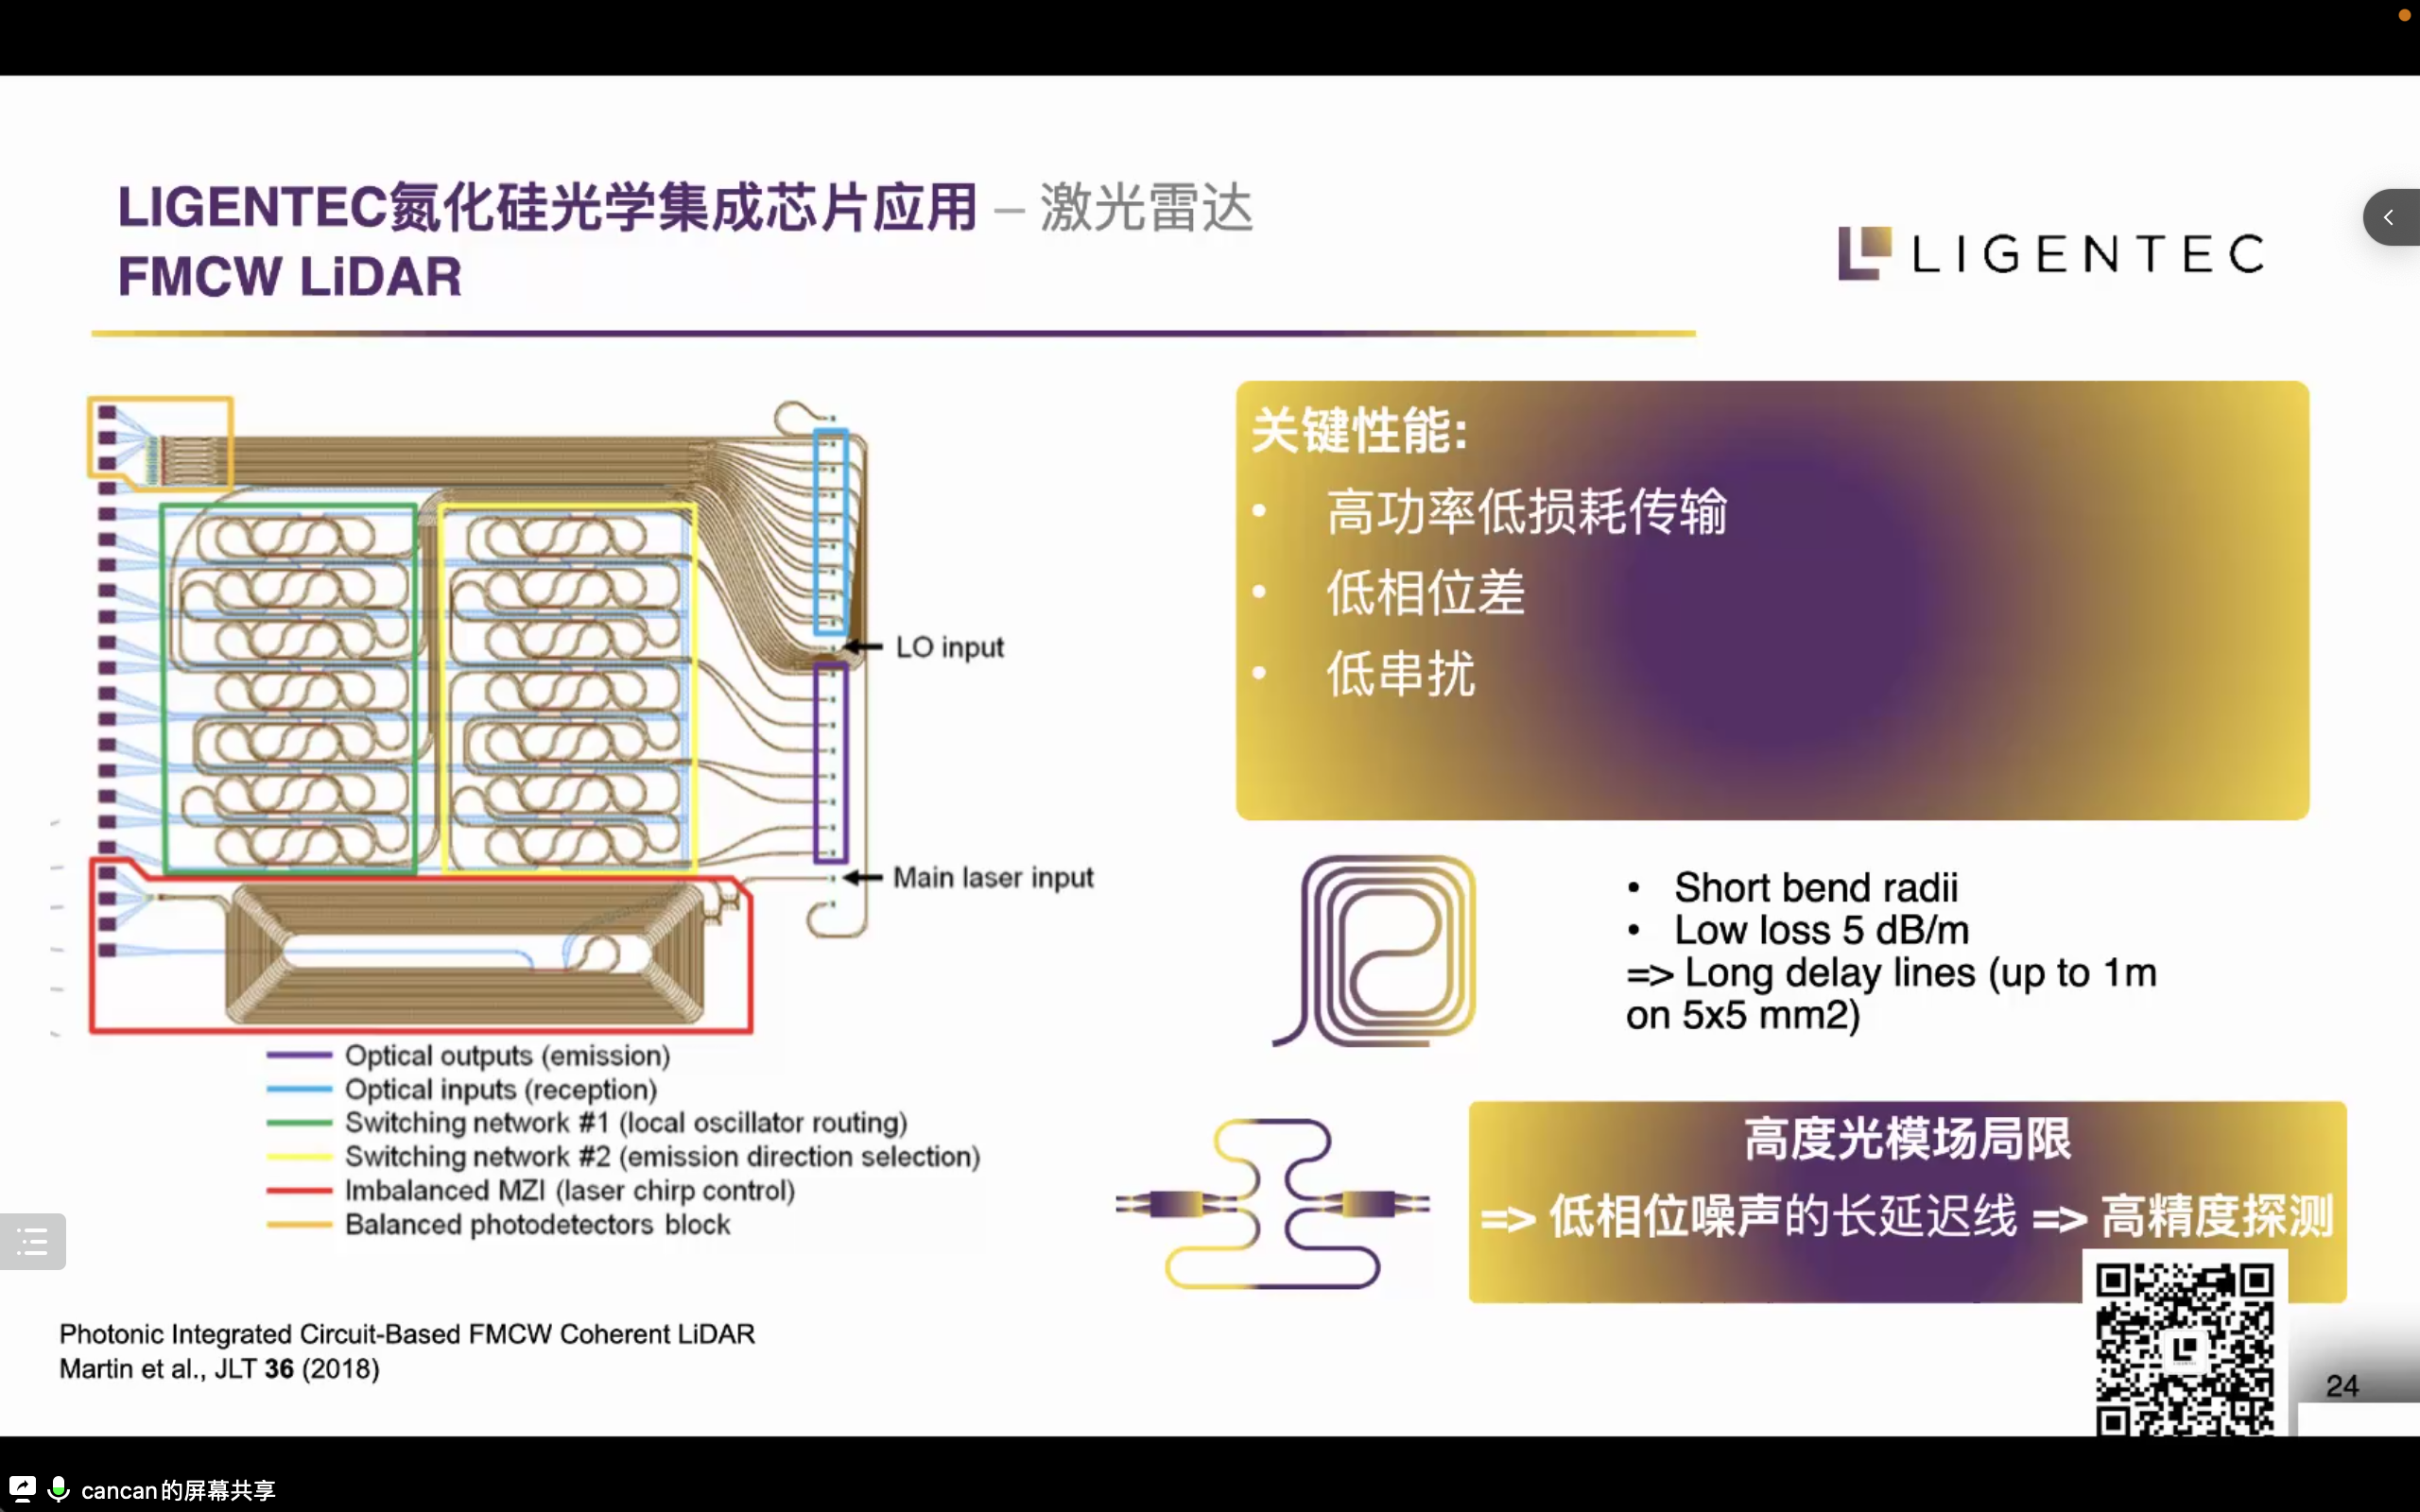 LIGENTEC氮化硅光学集成芯片应用 – 激光雷达
FMCW LiDAR
LIGENTEC
LO input
Main laser input
Optical outputs (emission)
Optical inputs (reception)
Switching network #1 (local oscillator routing)
Switching network #2 (emission direction selection)
Imbalanced MZI (laser chirp control)
Balanced photodetectors block
关键性能:
• 高功率低损耗传输
• 低相位差
• 低串扰
• Short bend radii
• Low loss 5 dB/m
=> Long delay lines (up to 1m
on 5x5 mm2)
高度光模场局限
=> 低相位噪声的长延迟线 => 高精度探测
Photonic Integrated Circuit-Based FMCW Coherent LiDAR
Martin et al., JLT 36 (2018)
24
cancan的屏幕共享